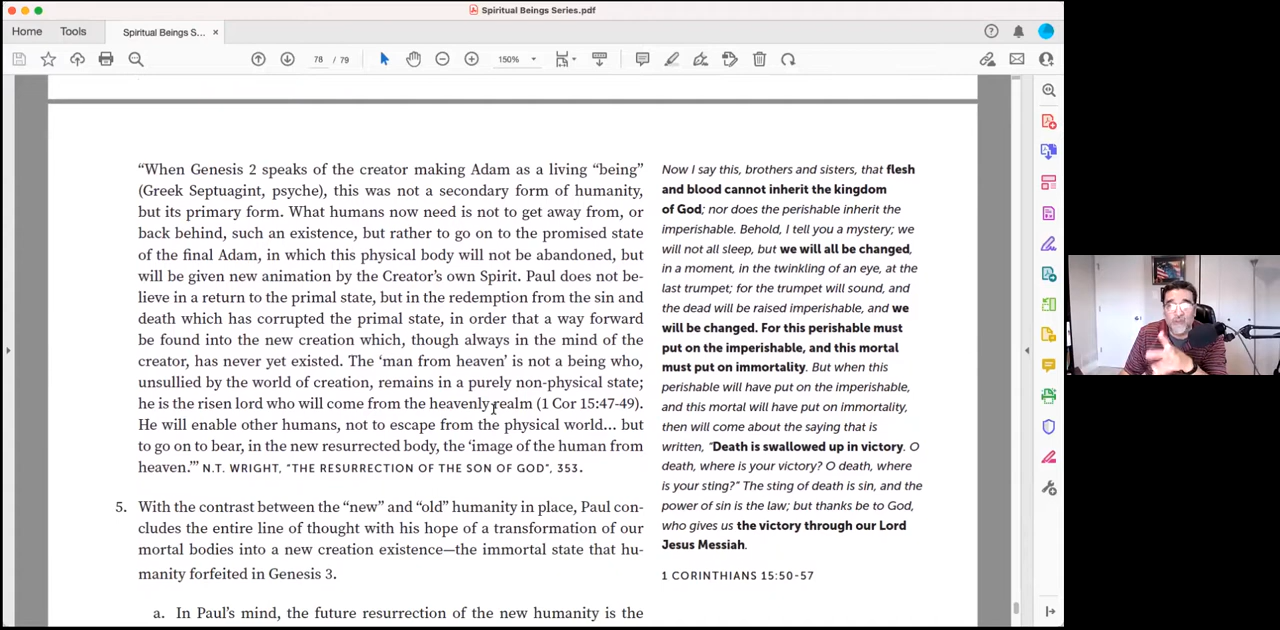 Spiritual Beings Series.pdf
Home
Tools
Spiritual Beings S...
78 / 79
150%
“When Genesis 2 speaks of the creator making Adam as a living “being”
(Greek Septuagint, psyche), this was not a secondary form of humanity,
but its primary form. What humans now need is not to get away from, or
back behind, such an existence, but rather to go on to the promised state
of the final Adam, in which this physical body will not be abandoned, but
will be given new animation by the Creator’s own Spirit. Paul does not be-
lieve in a return to the primal state, but in the redemption from the sin and
death which has corrupted the primal state, in order that a way forward
be found into the new creation which, though always in the mind of the
creator, has never yet existed. The ‘man from heaven’ is not a being who,
unsullied by the world of creation, remains in a purely non-physical state;
he is the risen lord who will come from the heavenly realm (1 Cor 15:47-49).
He will enable other humans, not to escape from the physical world... but
to go on to bear, in the new resurrected body, the ‘image of the human from
heaven.’” N.T. WRIGHT, “THE RESURRECTION OF THE SON OF GOD”, 353.
5. With the contrast between the “new” and “old” humanity in place, Paul con-
cludes the entire line of thought with his hope of a transformation of our
mortal bodies into a new creation existence—the immortal state that hu-
manity forfeited in Genesis 3.
a. In Paul’s mind, the future resurrection of the new humanity is the
Now I say this, brothers and sisters, that flesh
and blood cannot inherit the kingdom
of God; nor does the perishable inherit the
imperishable. Behold, I tell you a mystery; we
will not all sleep, but we will all be changed,
in a moment, in the twinkling of an eye, at the
last trumpet; for the trumpet will sound, and
the dead will be raised imperishable, and we
will be changed. For this perishable must
put on the imperishable, and this mortal
must put on immortality. But when this
perishable will have put on the imperishable,
and this mortal will have put on immortality,
then will come about the saying that is
written, “Death is swallowed up in victory. O
death, where is your victory? O death, where
is your sting?” The sting of death is sin, and the
power of sin is the law; but thanks be to God,
who gives us the victory through our Lord
Jesus Messiah.
1 CORINTHIANS 15:50-57